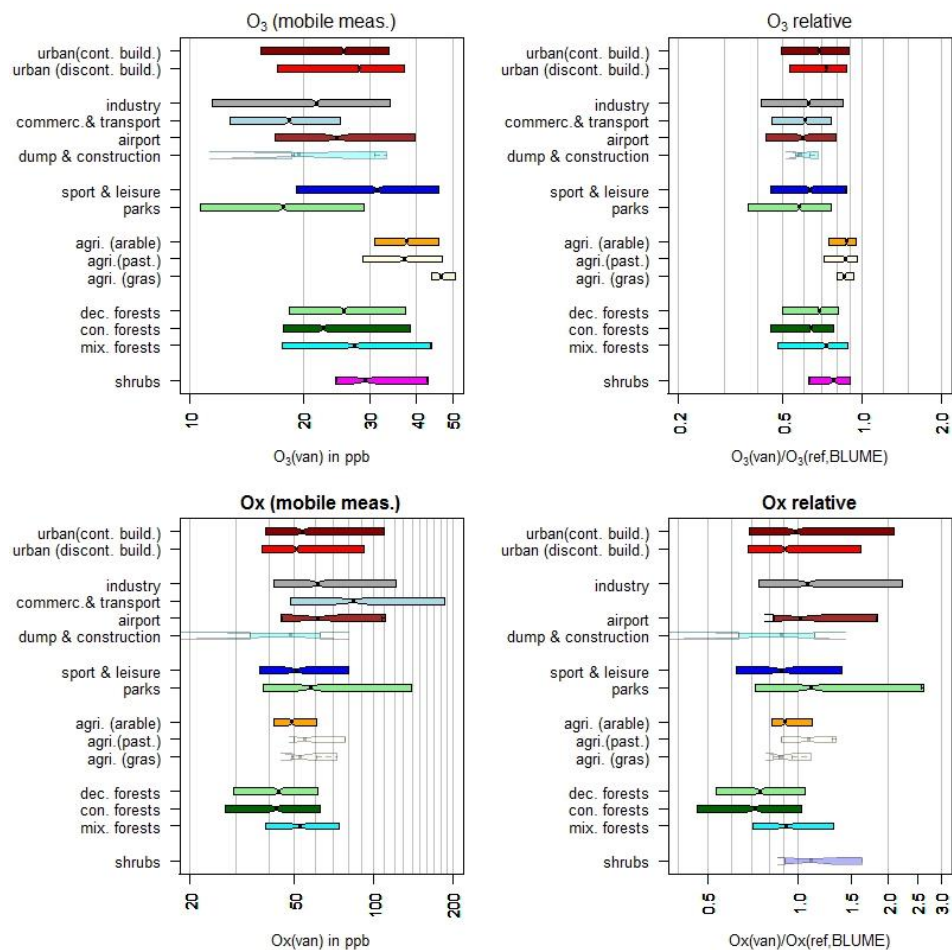 O₃ (mobile meas.)
urban(cont. build.)
urban (discont. build.)
industry
commerc.& transport
airport
dump & construction
sport & leisure
parks
agri. (arable)
agri.(past.)
agri. (gras)
dec. forests
con. forests
mix. forests
shrubs
10 20 30 40 50
O₃(van) in ppb
O₃ relative
urban(cont. build.)
urban (discont. build.)
industry
commerc.& transport
airport
dump & construction
sport & leisure
parks
agri. (arable)
agri.(past.)
agri. (gras)
dec. forests
con. forests
mix. forests
shrubs
0.2 0.5 1.0 2.0
O₃(van)/O₃(ref,BLUME)
Ox (mobile meas.)
urban(cont. build.)
urban (discont. build.)
industry
commerc.& transport
airport
dump & construction
sport & leisure
parks
agri. (arable)
agri.(past.)
agri. (gras)
dec. forests
con. forests
mix. forests
shrubs
20 50 100 200
Ox(van) in ppb
Ox relative
urban(cont. build.)
urban (discont. build.)
industry
airport
dump & construction
sport & leisure
parks
agri. (arable)
agri.(past.)
agri. (gras)
dec. forests
con. forests
mix. forests
shrubs
0.5 1.0 1.5 2.0 2.5 3.0
Ox(van)/Ox(ref,BLUME)